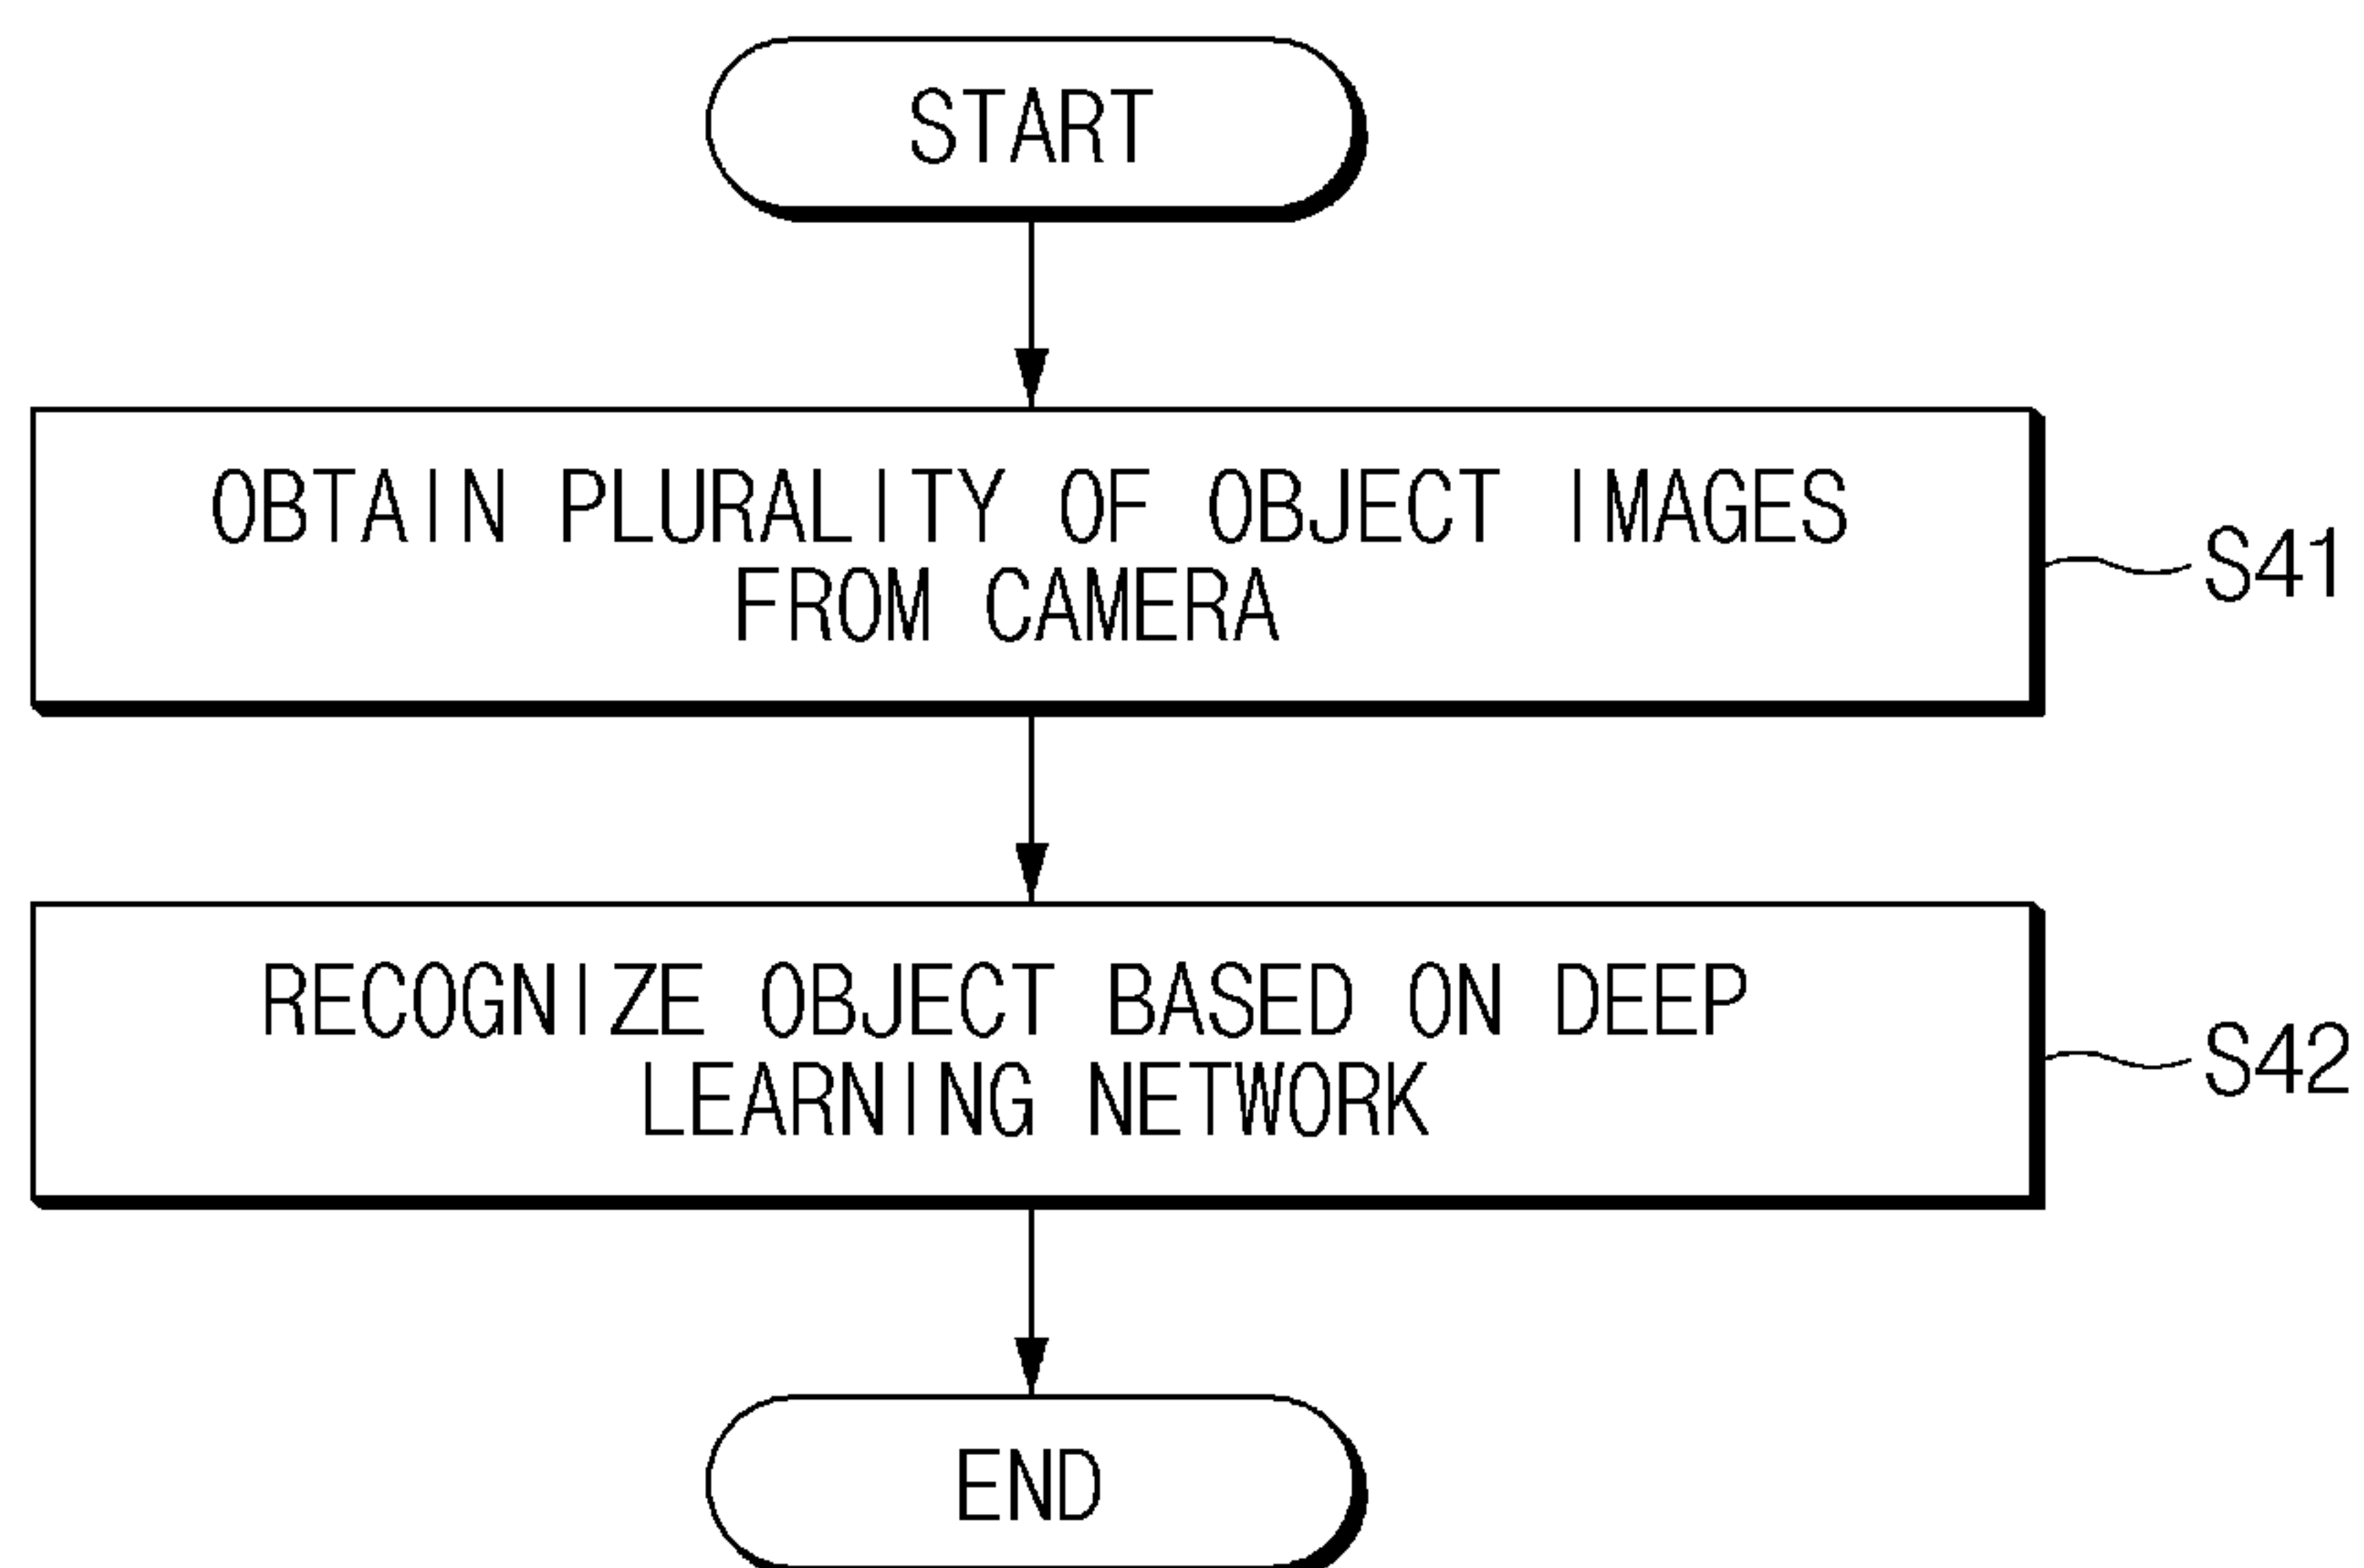 START
OBTAIN PLURALITY OF OBJECT IMAGES
FROM CAMERA
S41
RECOGNIZE OBJECT BASED ON DEEP
LEARNING NETWORK
S42
END